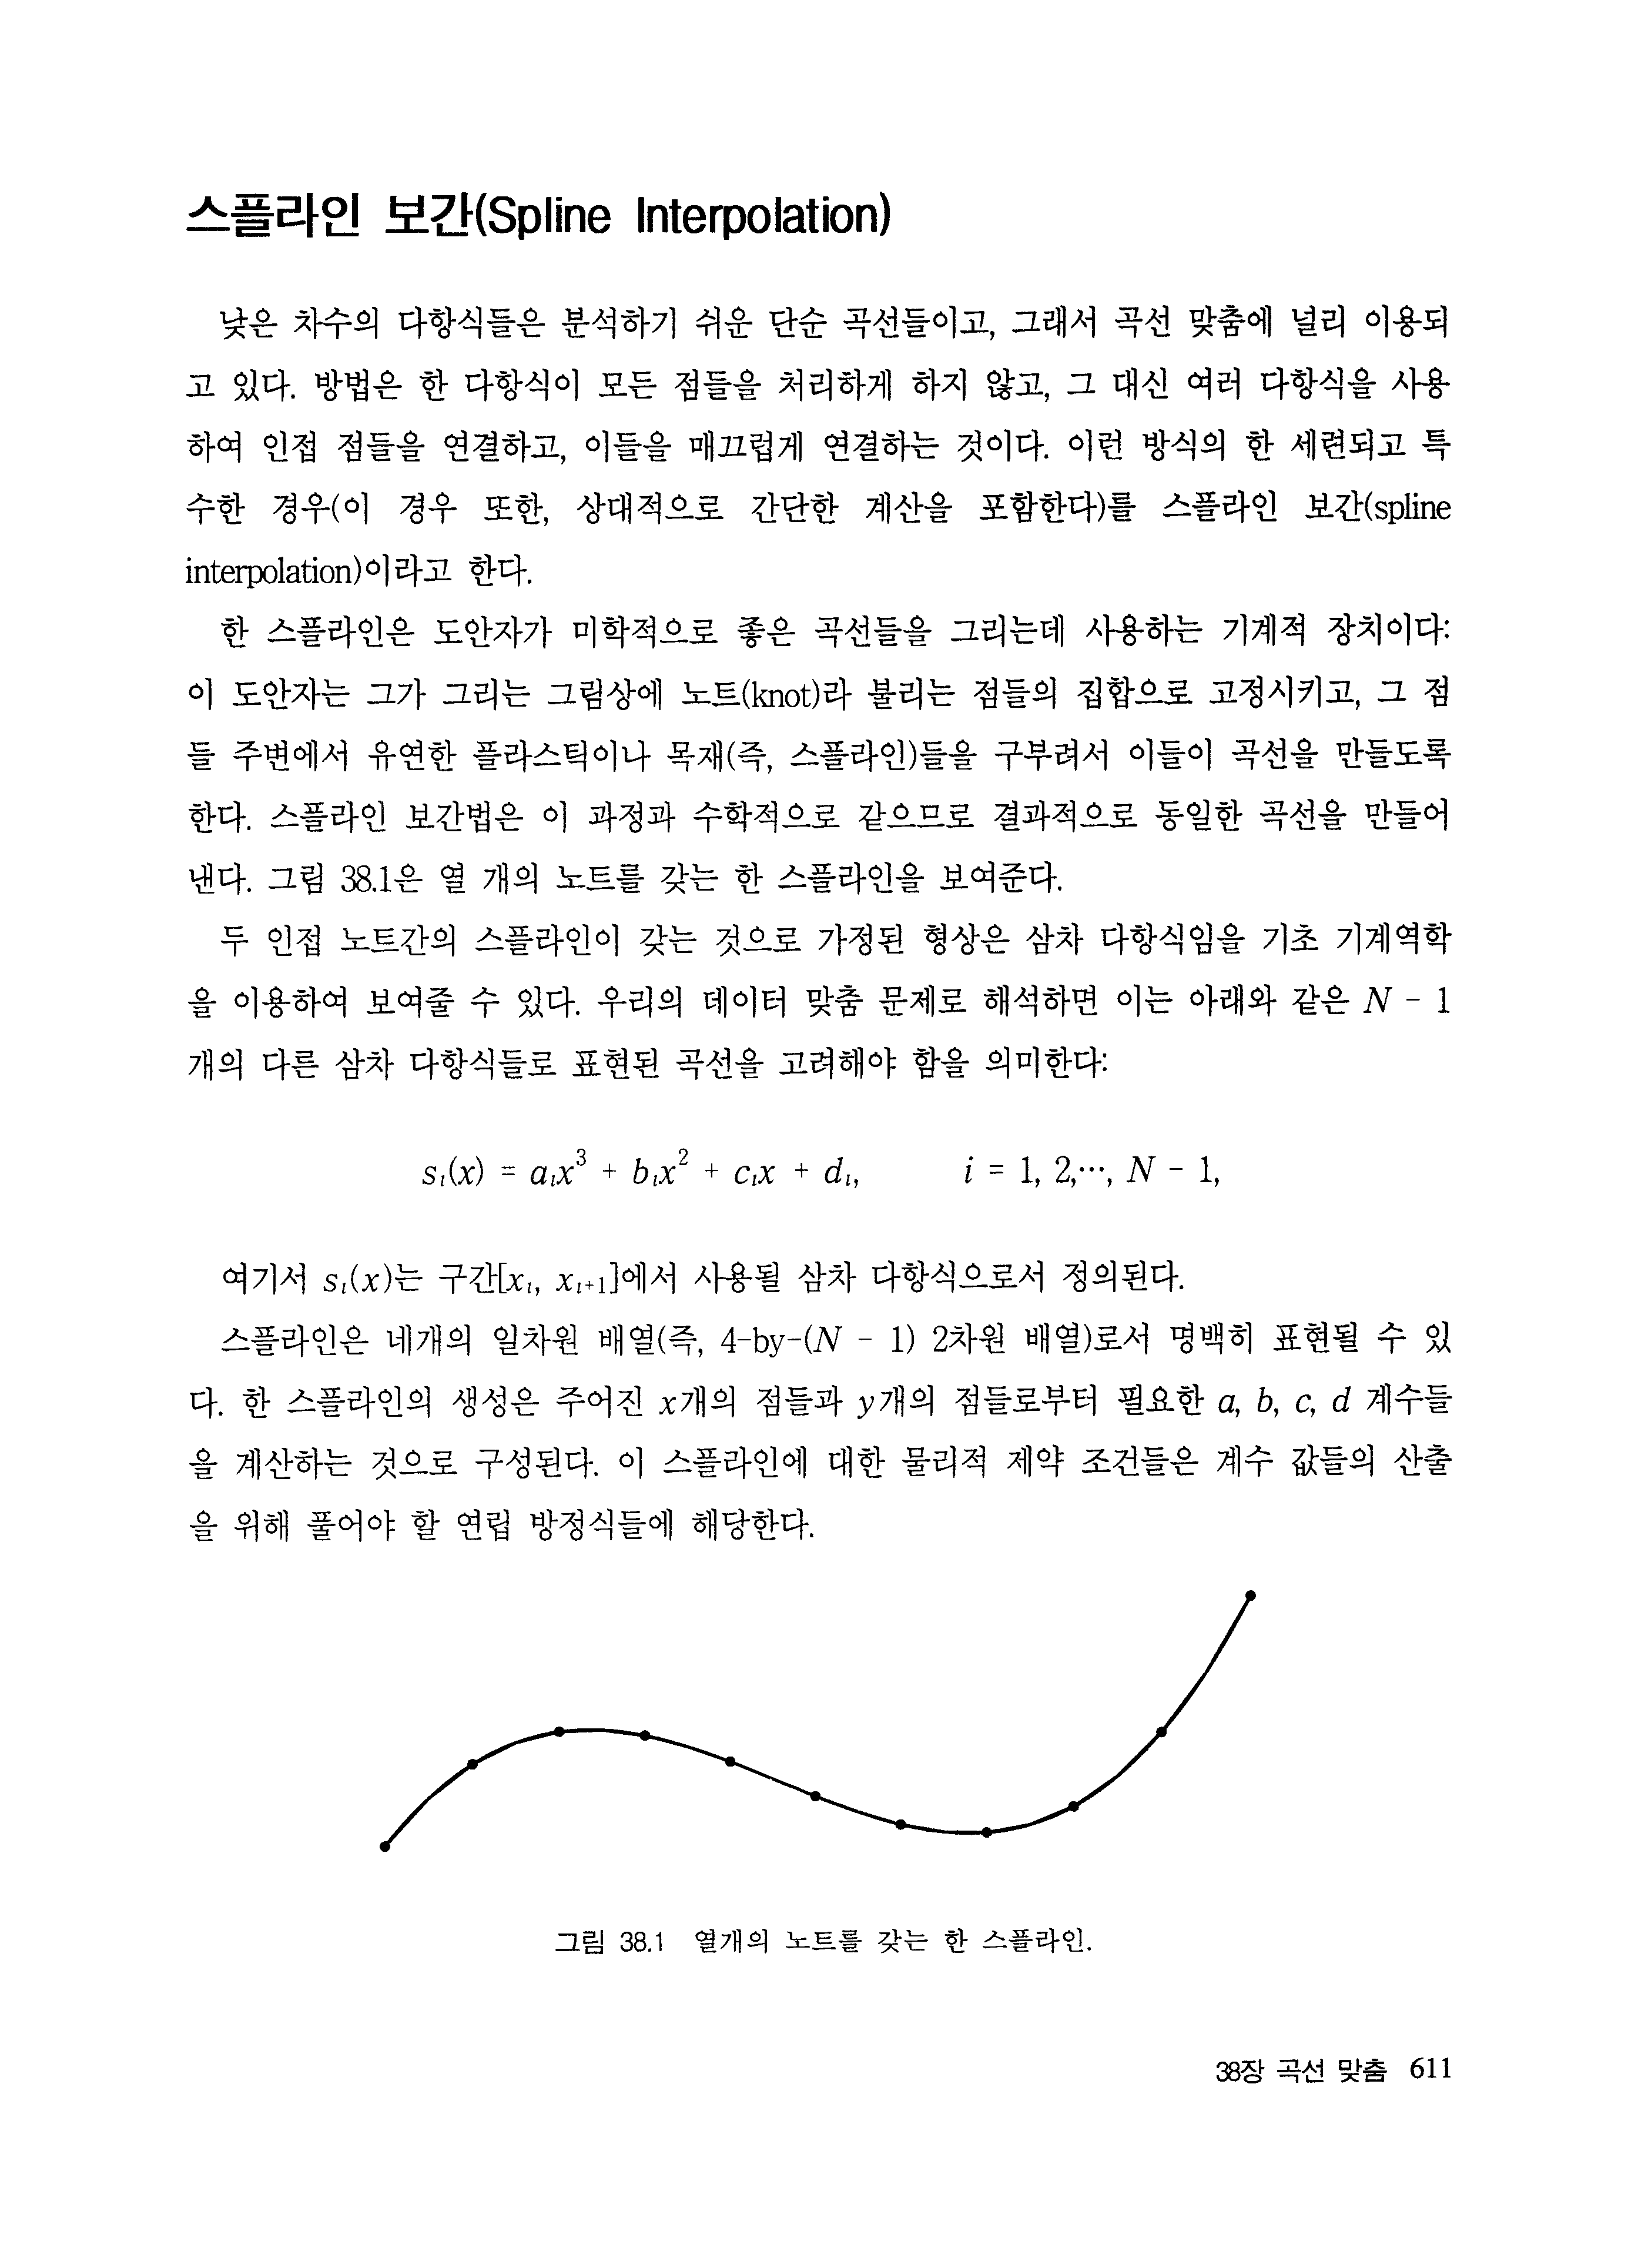 스플라인 보간(Spline Interpolation)
낮은 차수의 다항식들은 분석하기 쉬운 단순 곡선들이고, 그래서 곡선 맞춤에 널리 이용되
고 있다. 방법은 한 다항식이 모든 점들을 처리하게 하지 않고, 그 대신 여러 다항식을 사용
하여 인접 점들을 연결하고, 이들을 매끄럽게 연결하는 것이다. 이런 방식의 한 세련되고 특
수한 경우(이 경우 또한, 상대적으로 간단한 계산을 포함한다)를 스플라인 보간(spline
interpolation)이라고 한다.
한 스플라인은 도안자가 미학적으로 좋은 곡선들을 그리는데 사용하는 기계적 장치이다:
이 도안자는 그가 그리는 그림상에 노트(knot)라 불리는 점들의 집합으로 고정시키고, 그 점
들 주변에서 유연한 플라스틱이나 목재(즉, 스플라인)들을 구부려서 이들이 곡선을 만들도록
한다. 스플라인 보간법은 이 과정과 수학적으로 같으므로 결과적으로 동일한 곡선을 만들어
낸다. 그림 38.1은 열 개의 노트를 갖는 한 스플라인을 보여준다.
두 인접 노트간의 스플라인이 갖는 것으로 가정된 형상은 삼차 다항식임을 기초 기계역학
을 이용하여 보여줄 수 있다. 우리의 데이터 맞춤 문제로 해석하면 이는 아래와 같은 N - 1
개의 다른 삼차 다항식들로 표현된 곡선을 고려해야 함을 의미한다:
sᵢ(x) = aᵢx³ + bᵢx² + cᵢx + dᵢ, i = 1, 2,⋯, N - 1,
여기서 sᵢ(x)는 구간[xᵢ, xᵢ₊₁]에서 사용될 삼차 다항식으로서 정의된다.
스플라인은 네개의 일차원 배열(즉, 4-by-(N - 1) 2차원 배열)로서 명백히 표현될 수 있
다. 한 스플라인의 생성은 주어진 x개의 점들과 y개의 점들로부터 필요한 a, b, c, d 계수들
을 계산하는 것으로 구성된다. 이 스플라인에 대한 물리적 제약 조건들은 계수 값들의 산출
을 위해 풀어야 할 연립 방정식들에 해당한다.
그림 38.1 열개의 노트를 갖는 한 스플라인.
38장 곡선 맞춤 611